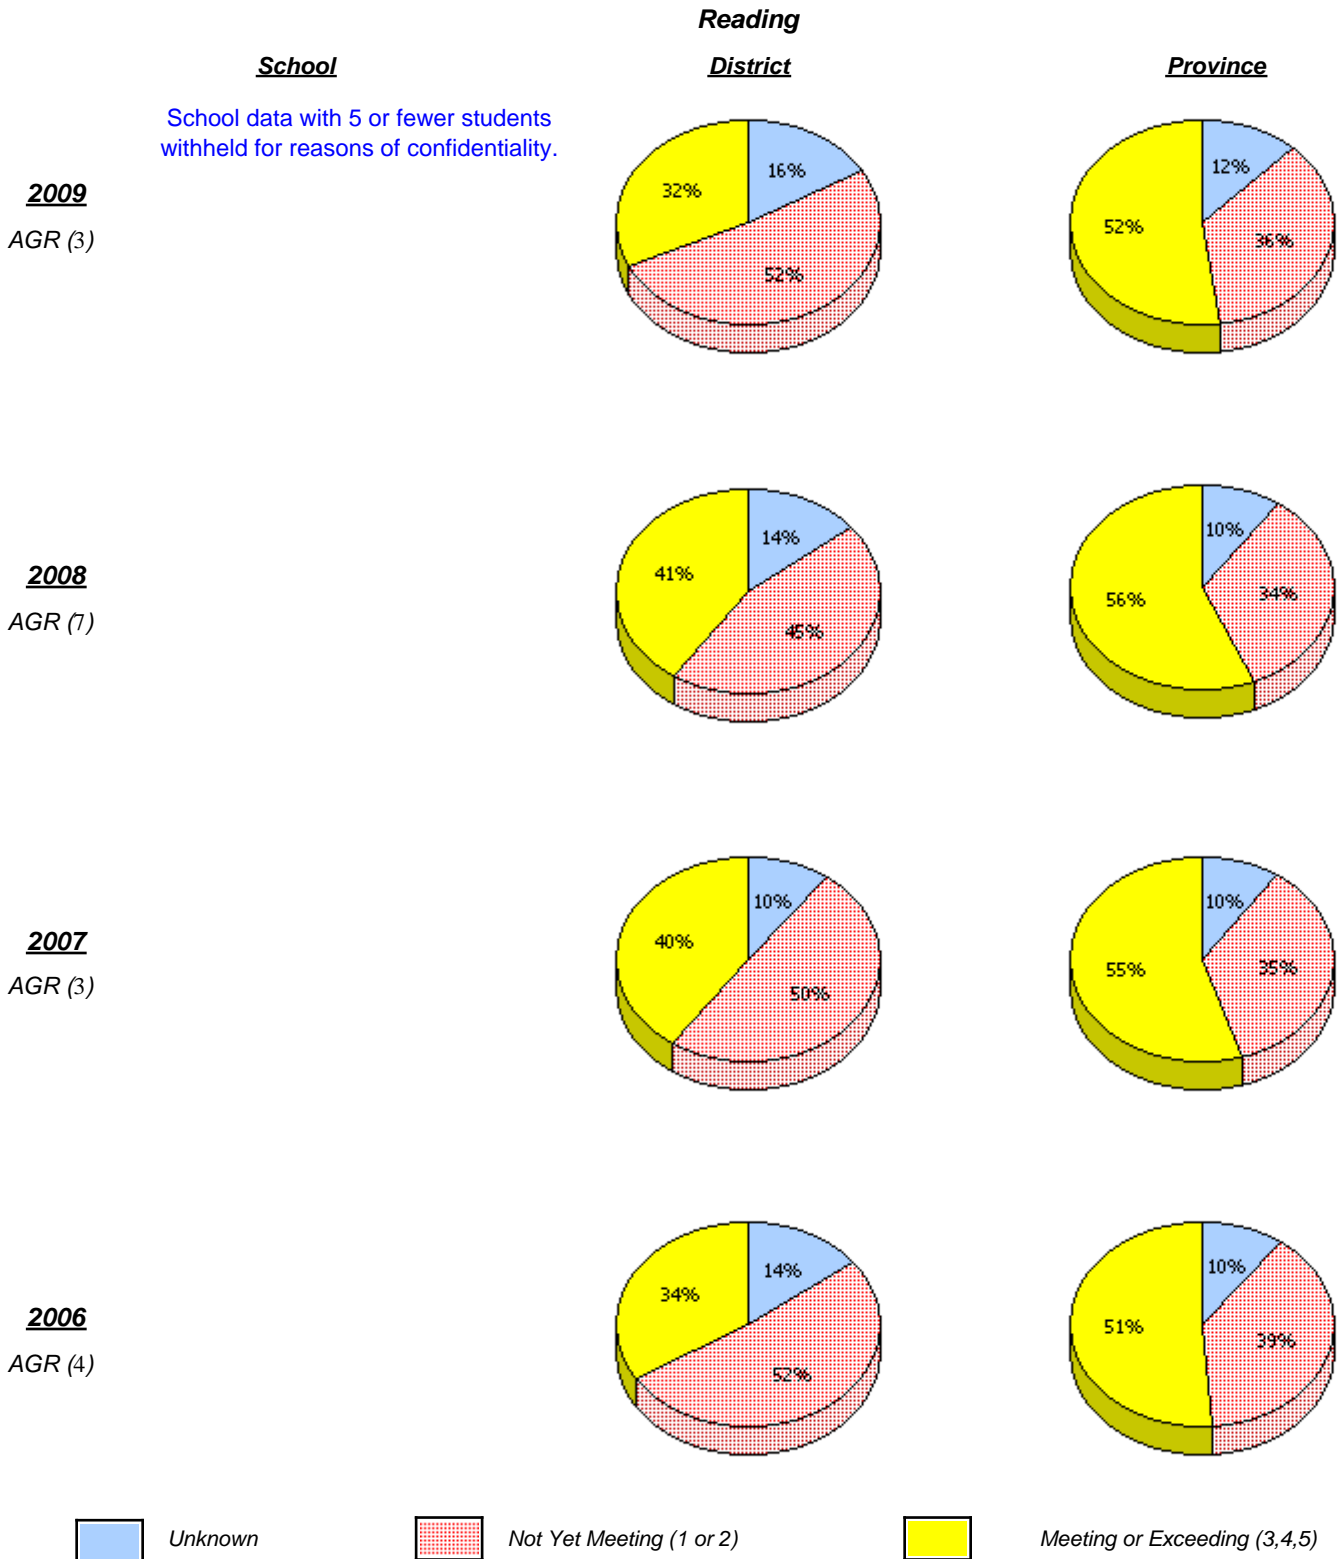 Reading
School District Province
School data with 5 or fewer students
withheld for reasons of confidentiality.
2009
AGR (3)
32% 16% 52%
52% 12% 36%
2008
AGR (7)
41% 14% 45%
56% 10% 34%
2007
AGR (3)
40% 10% 50%
55% 10% 35%
2006
AGR (4)
34% 14% 52%
51% 10% 39%
Unknown Not Yet Meeting (1 or 2) Meeting or Exceeding (3,4,5)